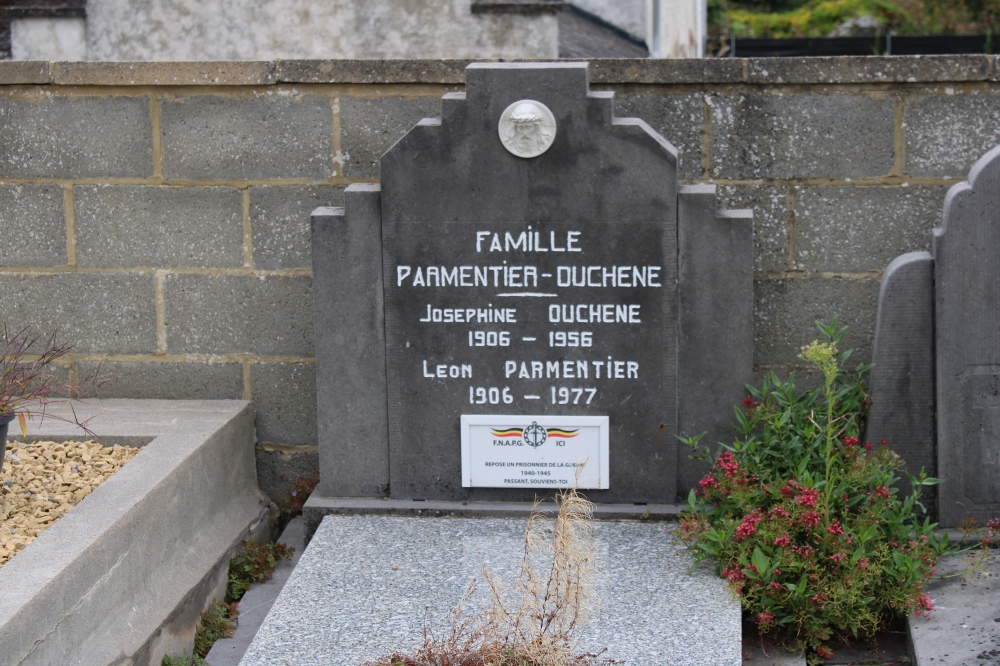 FAMILLE
PARMENTIER-DUCHENE
JOSEPHINE DUCHENE
1906 - 1956
LEON PARMENTIER
1906 - 1977
F.N.A.P.G. ICI
REPOSE UN PRISONNIER DE LA GUERRE
1940-1945
PASSANT, SOUVIENS-TOI